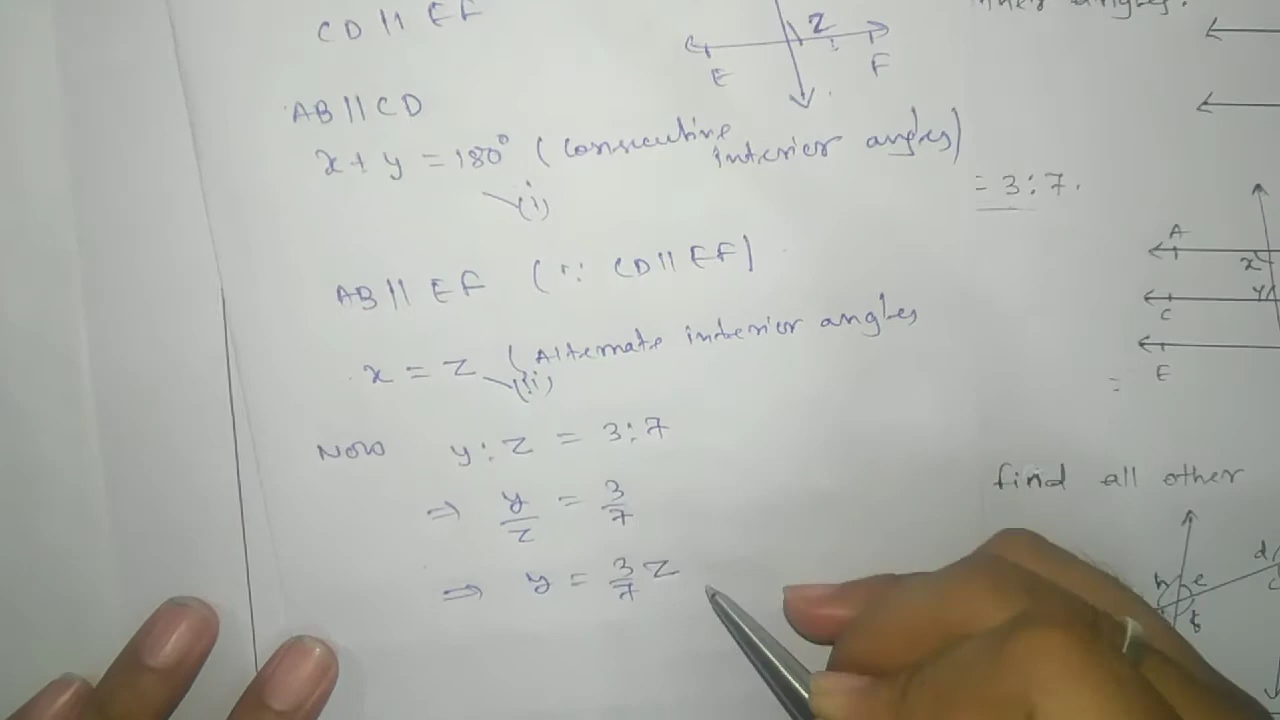 CD || EF
z
E
F
AB || CD
x + y = 180° (Consecutive
interior angles)
(i)
AB || EF (∵ CD || EF)
x = z (Alternate interior angles
(ii)
Now y : z = 3 : 7
⇒ y/z = 3/7
⇒ y = 3/7 z
angles.
= 3 : 7.
A
x
y
C
E
=
find all other
d
h e
f